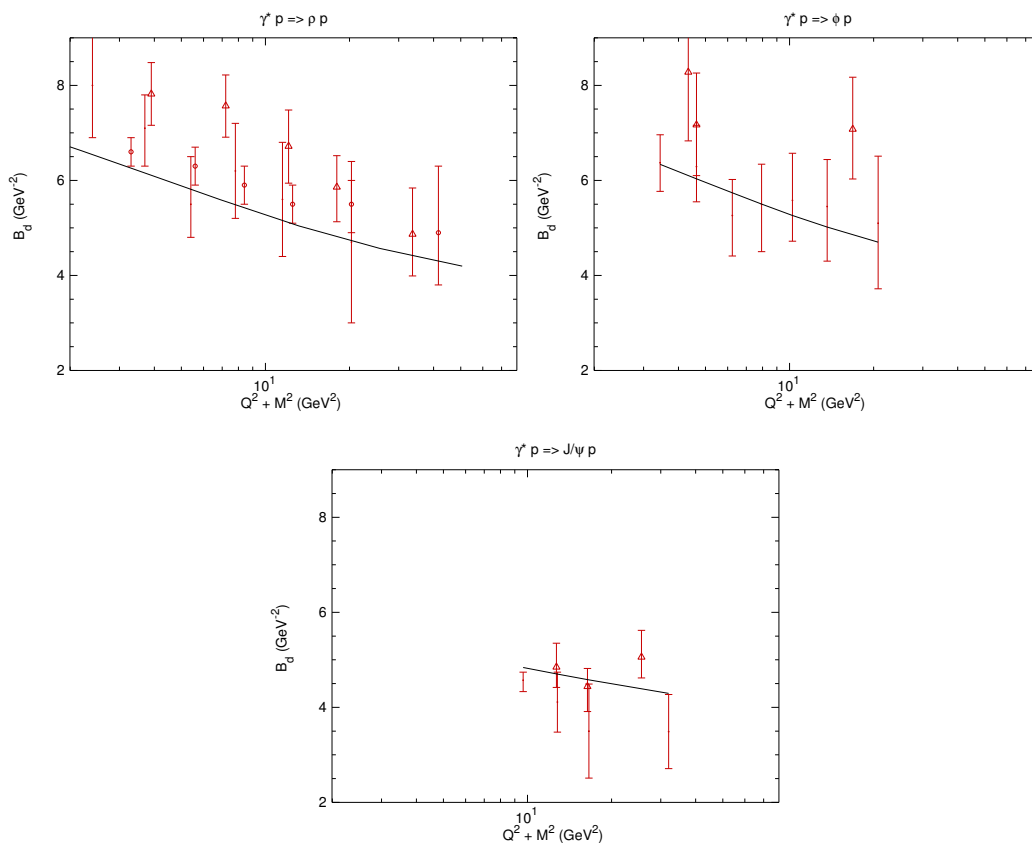 γ* p => ρ p
8
6
4
2
B_d (GeV^-2)
10^1
Q^2 + M^2 (GeV^2)
γ* p => ϕ p
8
6
4
2
B_d (GeV^-2)
10^1
Q^2 + M^2 (GeV^2)
γ* p => J/ψ p
8
6
4
2
B_d (GeV^-2)
10^1
Q^2 + M^2 (GeV^2)